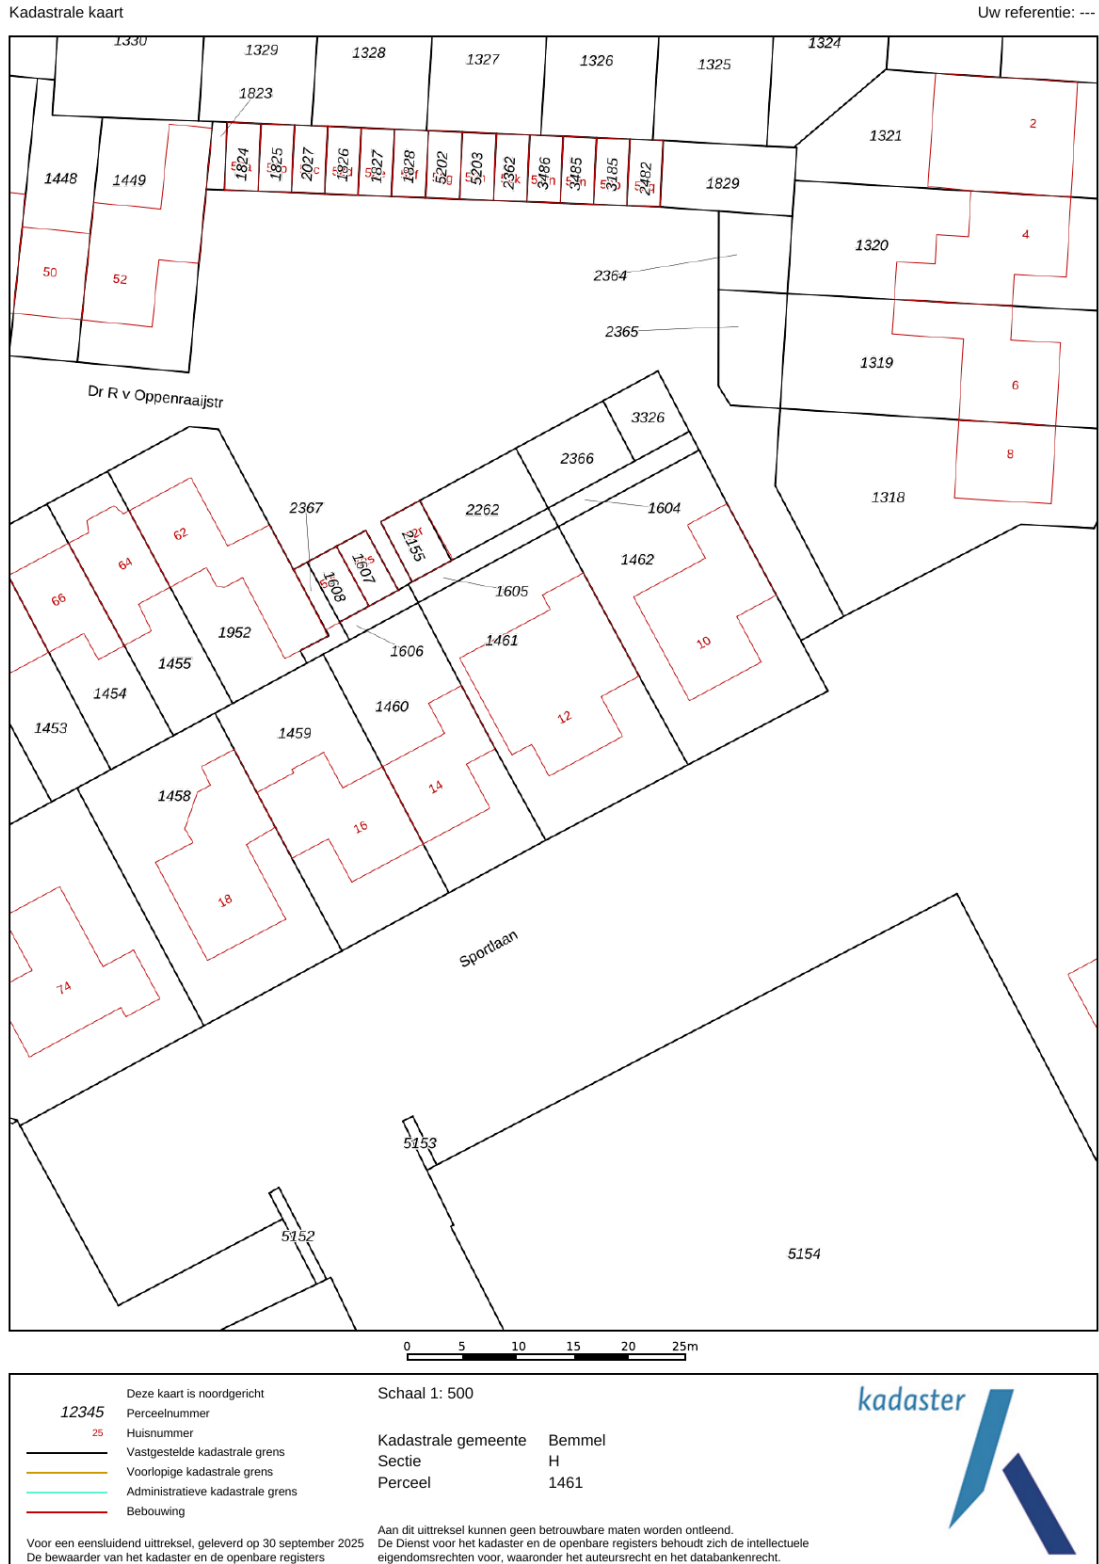 Kadastrale kaart
Uw referentie: ---
1330
1329
1328
1327
1326
1325
1324
1823
1321
2
1448
1449
1824
1825
2027
1826
1827
1828
5202
5203
2362
3486
3485
3185
2482
1829
50
52
1320
4
2364
2365
1319
6
Dr R v Oppenraaijstr
3326
2366
8
1318
2262
2367
1604
62
64
66
2r
2155
1607
1608
1462
1605
1952
1461
1606
10
1455
1454
1460
12
1453
1459
14
1458
16
18
Sportlaan
74
5153
5152
5154
0 5 10 15 20 25m
Deze kaart is noordgericht
12345 Perceelnummer
25 Huisnummer
Vastgestelde kadastrale grens
Voorlopige kadastrale grens
Administratieve kadastrale grens
Bebouwing
Schaal 1: 500
Kadastrale gemeente Bemmel
Sectie H
Perceel 1461
kadaster
Voor een eensluidend uittreksel, geleverd op 30 september 2025
De bewaarder van het kadaster en de openbare registers
Aan dit uittreksel kunnen geen betrouwbare maten worden ontleend.
De Dienst voor het kadaster en de openbare registers behoudt zich de intellectuele
eigendomsrechten voor, waaronder het auteursrecht en het databankenrecht.